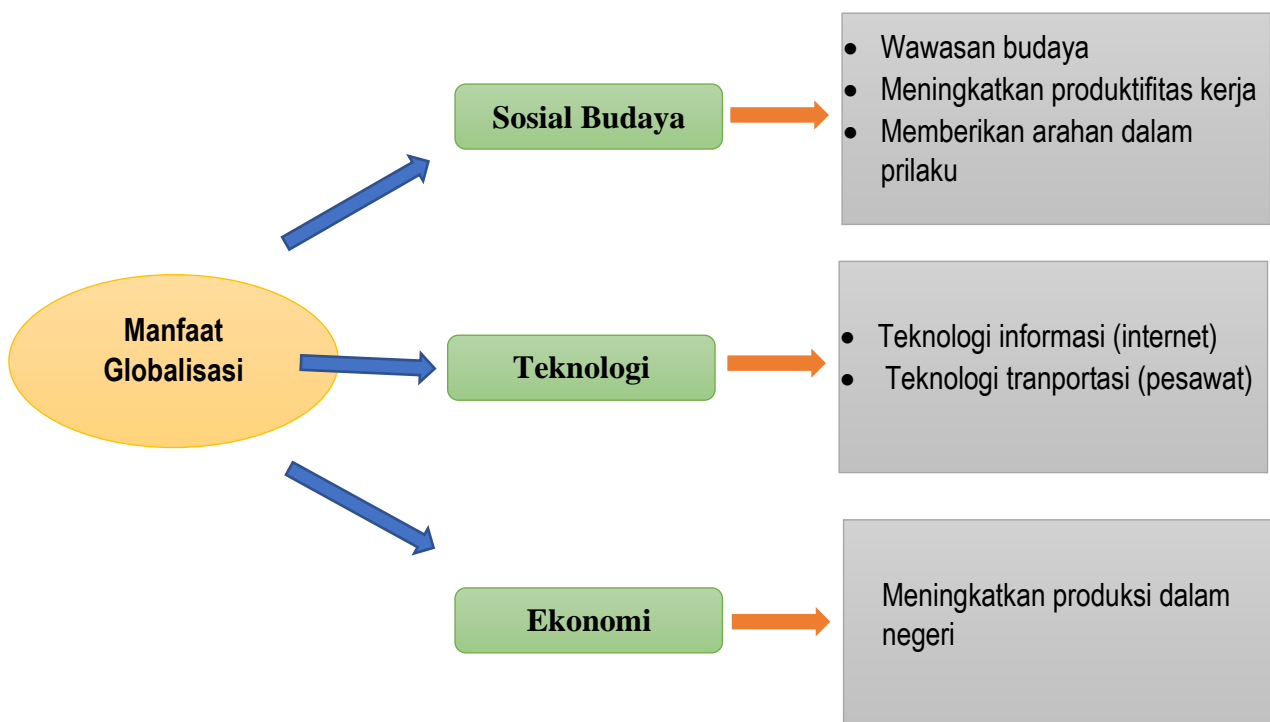 Manfaat
Globalisasi
Sosial Budaya
• Wawasan budaya
• Meningkatkan produktifitas kerja
• Memberikan arahan dalam
prilaku
Teknologi
• Teknologi informasi (internet)
• Teknologi tranportasi (pesawat)
Ekonomi
Meningkatkan produksi dalam
negeri